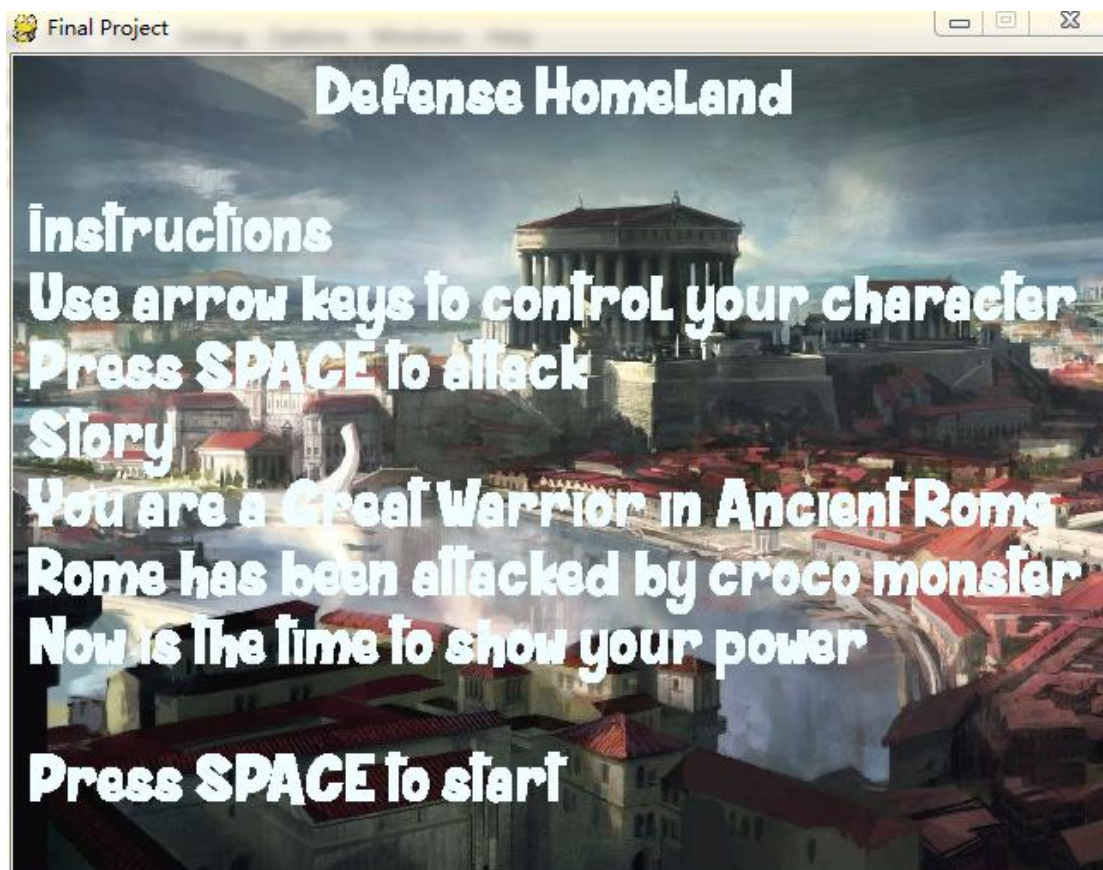 Final Project
Defense HomeLand
Instructions
Use arrow keys to control your character
Press SPACE to attack
Story
You are a Great Warrior in Ancient Rome
Rome has been attacked by croco monster
Now is the time to show your power
Press SPACE to start